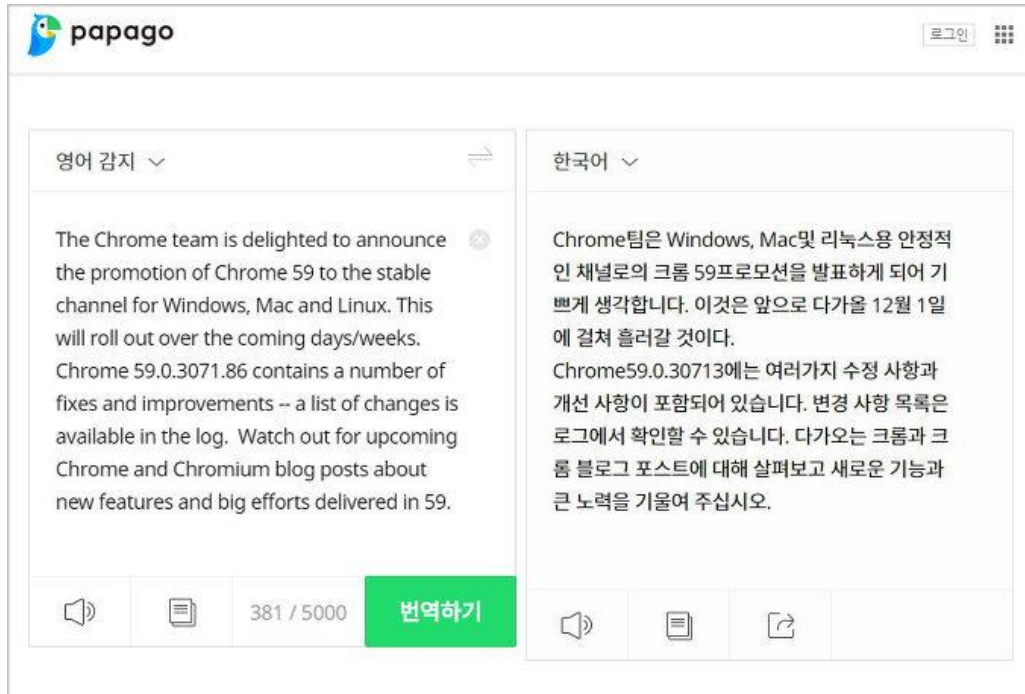 papago
로그인
영어 감지
한국어
The Chrome team is delighted to announce
the promotion of Chrome 59 to the stable
channel for Windows, Mac and Linux. This
will roll out over the coming days/weeks.
Chrome 59.0.3071.86 contains a number of
fixes and improvements -- a list of changes is
available in the log.  Watch out for upcoming
Chrome and Chromium blog posts about
new features and big efforts delivered in 59.
381 / 5000
번역하기
Chrome팀은 Windows, Mac및 리눅스용 안정적
인 채널로의 크롬 59프로모션을 발표하게 되어 기
쁘게 생각합니다. 이것은 앞으로 다가올 12월 1일
에 걸쳐 흘러갈 것이다.
Chrome59.0.30713에는 여러가지 수정 사항과
개선 사항이 포함되어 있습니다. 변경 사항 목록은
로그에서 확인할 수 있습니다. 다가오는 크롬과 크
롬 블로그 포스트에 대해 살펴보고 새로운 기능과
큰 노력을 기울여 주십시오.